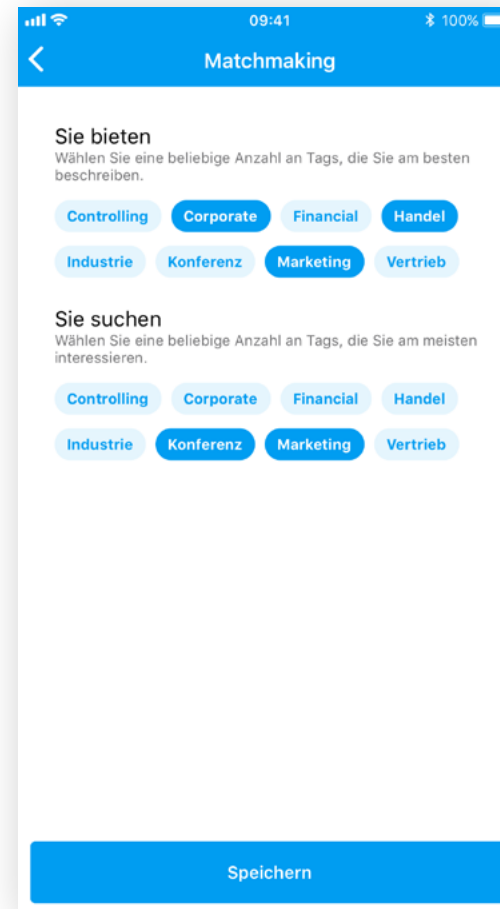 09:41 100%
Matchmaking
Sie bieten
Wählen Sie eine beliebige Anzahl an Tags, die Sie am besten
beschreiben.
Controlling Corporate Financial Handel
Industrie Konferenz Marketing Vertrieb
Sie suchen
Wählen Sie eine beliebige Anzahl an Tags, die Sie am meisten
interessieren.
Controlling Corporate Financial Handel
Industrie Konferenz Marketing Vertrieb
Speichern